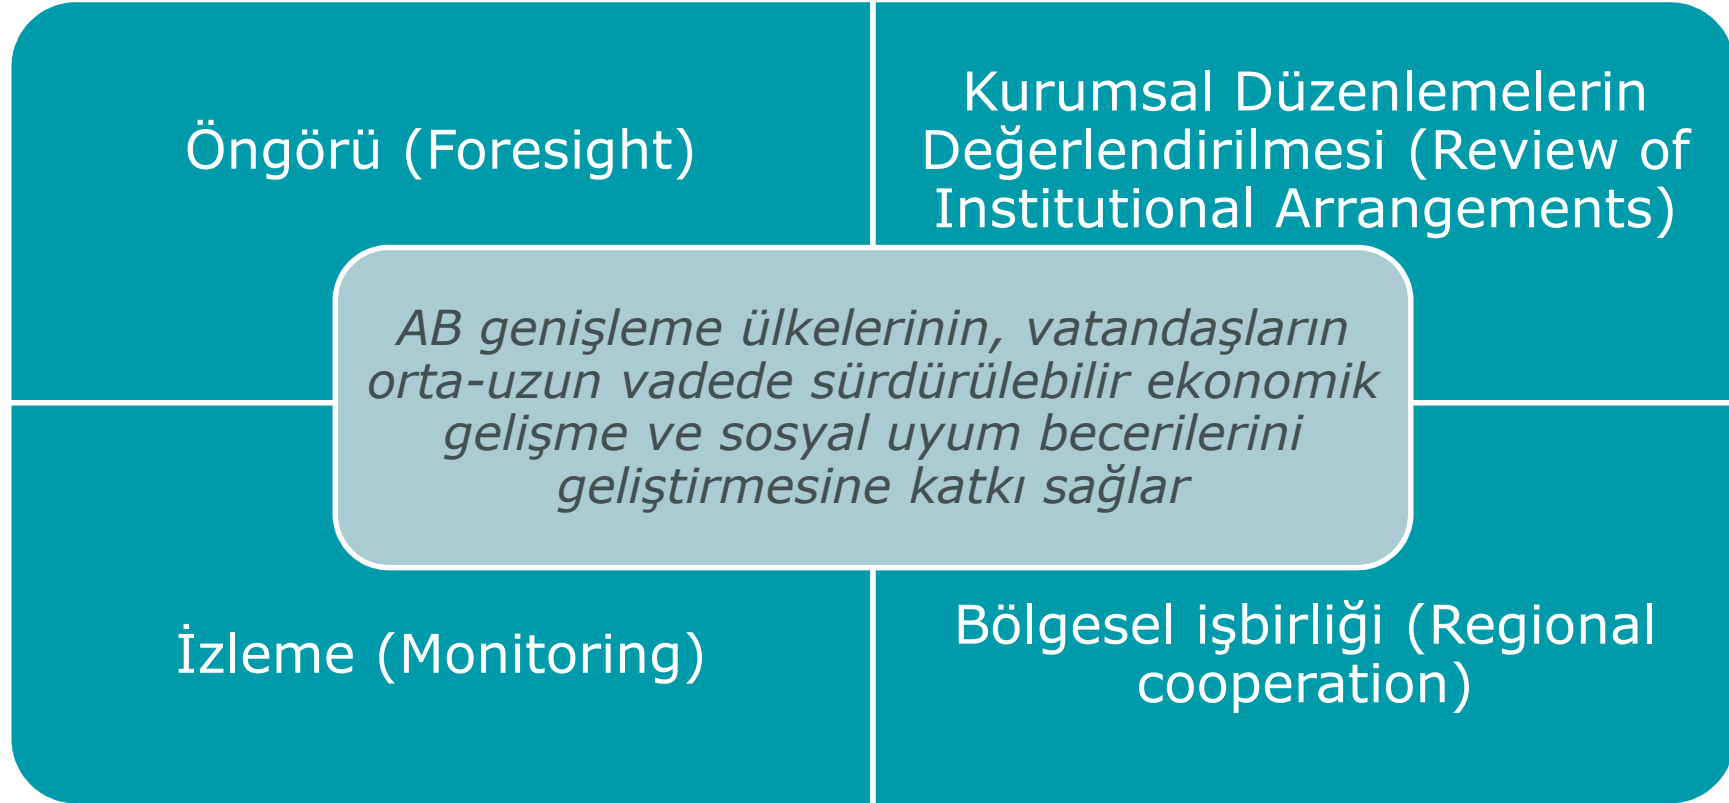 Öngörü (Foresight)
Kurumsal Düzenlemelerin
Değerlendirilmesi (Review of
Institutional Arrangements)
AB genişleme ülkelerinin, vatandaşların
orta-uzun vadede sürdürülebilir ekonomik
gelişme ve sosyal uyum becerilerini
geliştirmesine katkı sağlar
İzleme (Monitoring)
Bölgesel işbirliği (Regional
cooperation)